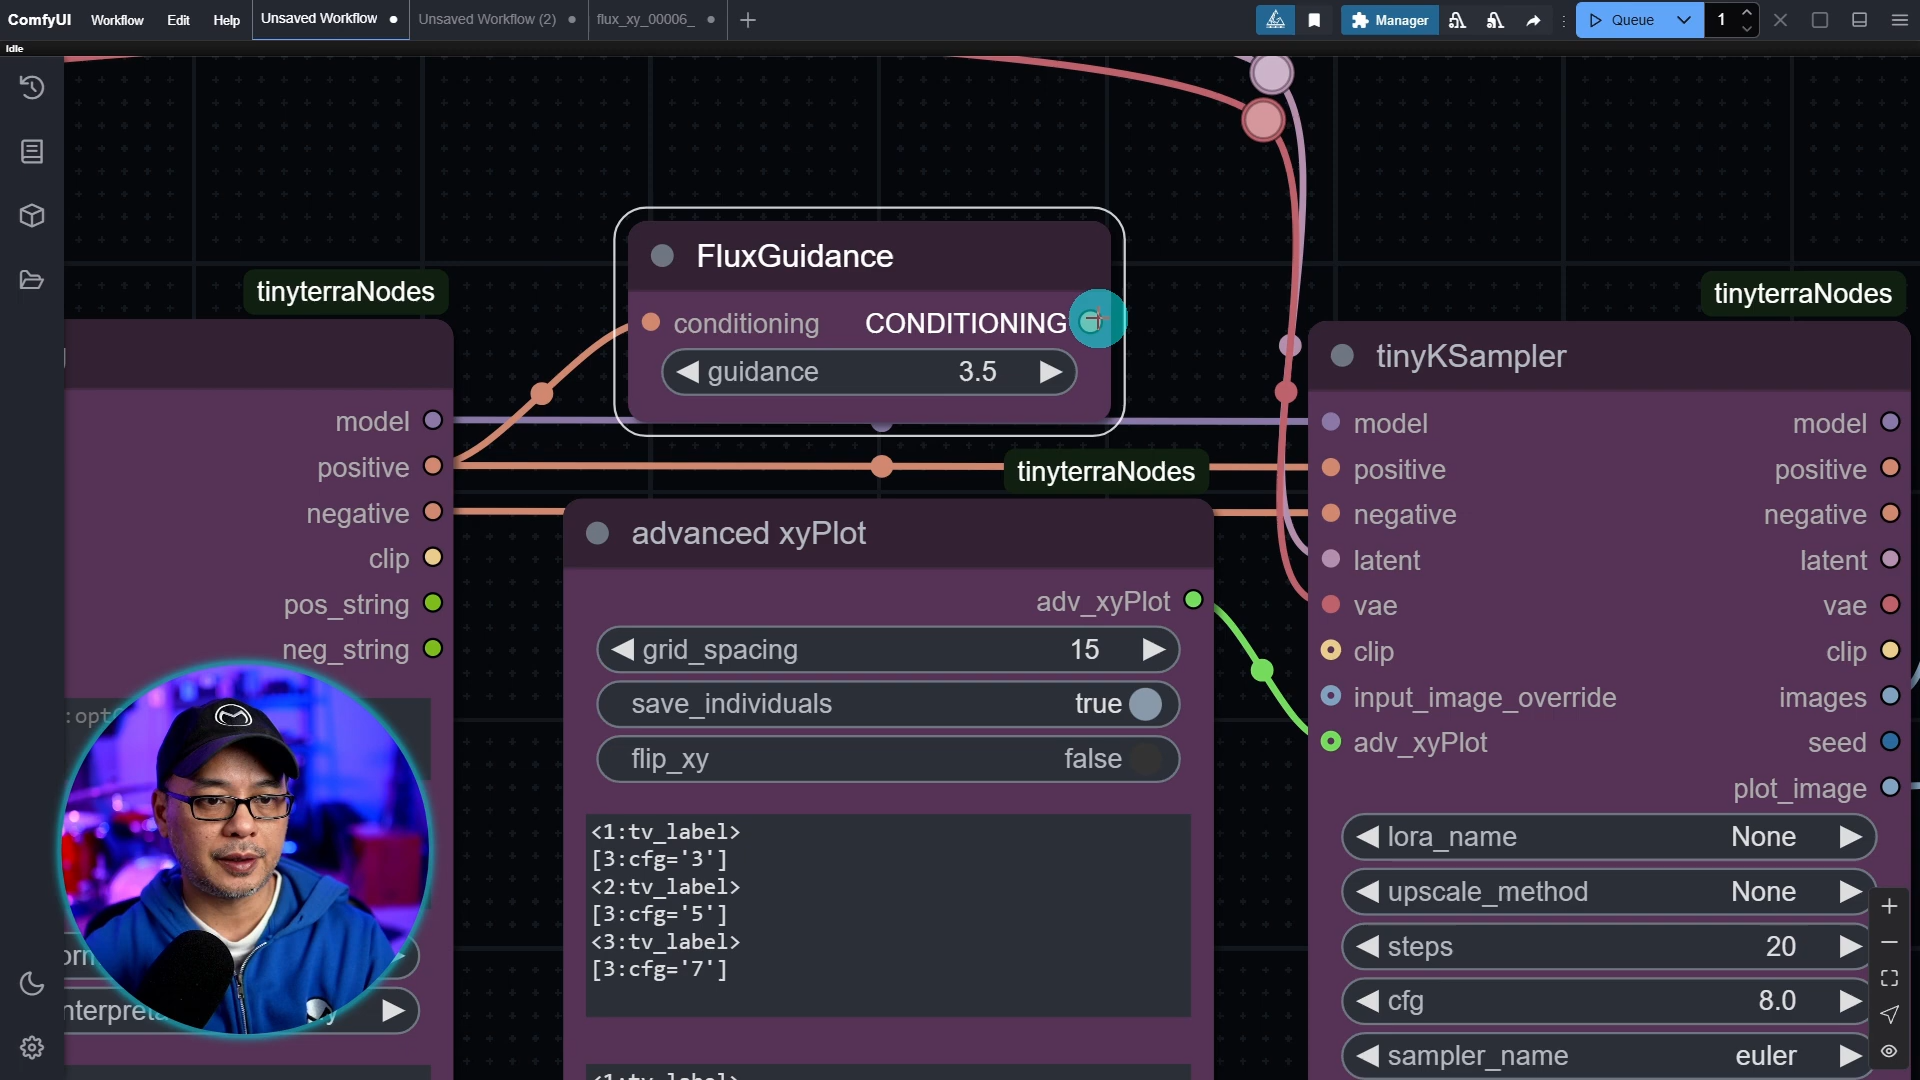 ComfyUI Workflow Edit Help Unsaved Workflow Unsaved Workflow (2) flux_xy_00006_ Manager Queue 1
Idle
FluxGuidance
conditioning CONDITIONING
guidance 3.5
tinyterraNodes
model
positive
negative
clip
pos_string
neg_string
tinyterraNodes
advanced xyPlot
adv_xyPlot
grid_spacing 15
save_individuals true
flip_xy false
<1:tv_label>
[3:cfg='3']
<2:tv_label>
[3:cfg='5']
<3:tv_label>
[3:cfg='7']
tinyterraNodes
tinyKSampler
model model
positive positive
negative negative
latent latent
vae vae
clip clip
input_image_override images
adv_xyPlot seed
plot_image
lora_name None
upscale_method None
steps 20
cfg 8.0
sampler_name euler